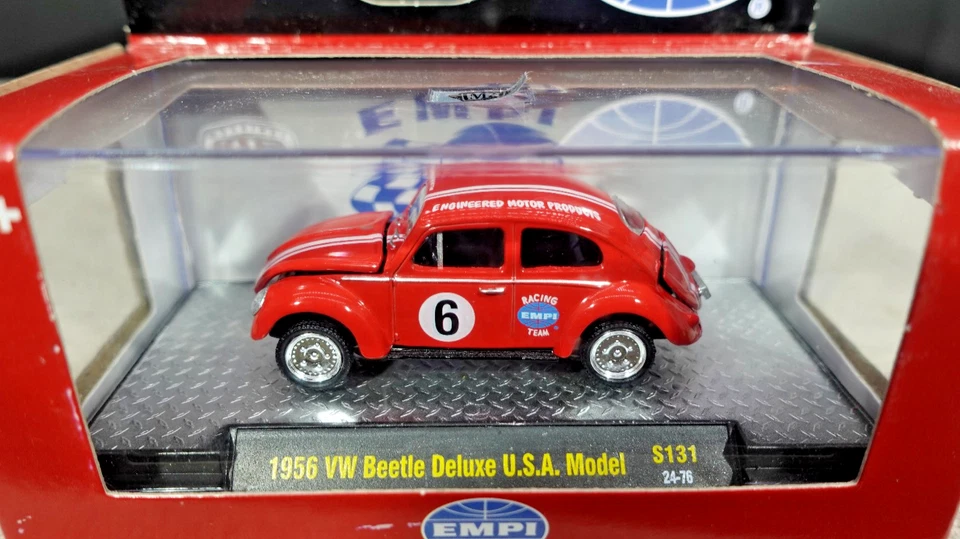 EMPI
ENGINEERED MOTOR PRODUCTS
6
RACING
EMPI
TEAM
1956 VW Beetle Deluxe U.S.A. Model
S131
24-76
EMPI